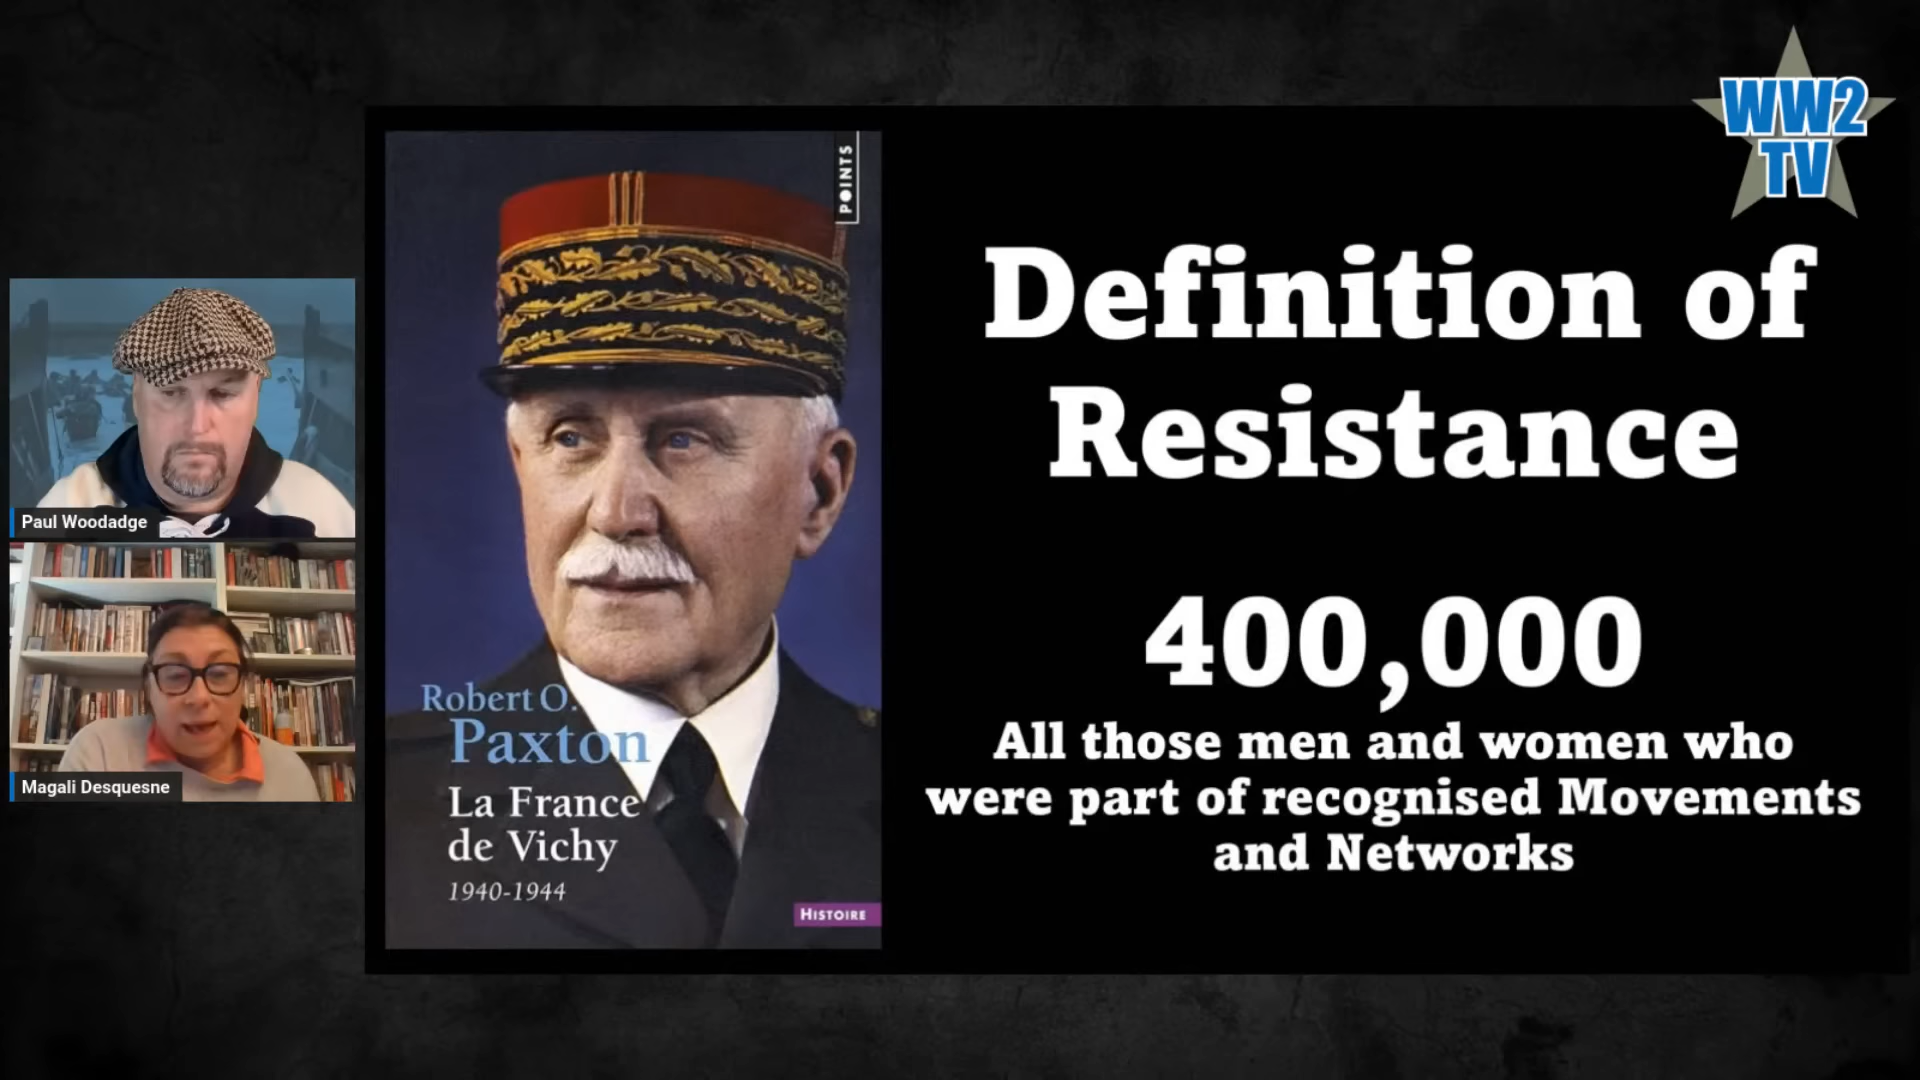 WW2
TV
POINTS
Definition of
Resistance
400,000
All those men and women who
were part of recognised Movements
and Networks
Robert O.
Paxton
La France
de Vichy
1940-1944
HISTOIRE
Paul Woodadge
Magali Desquesne